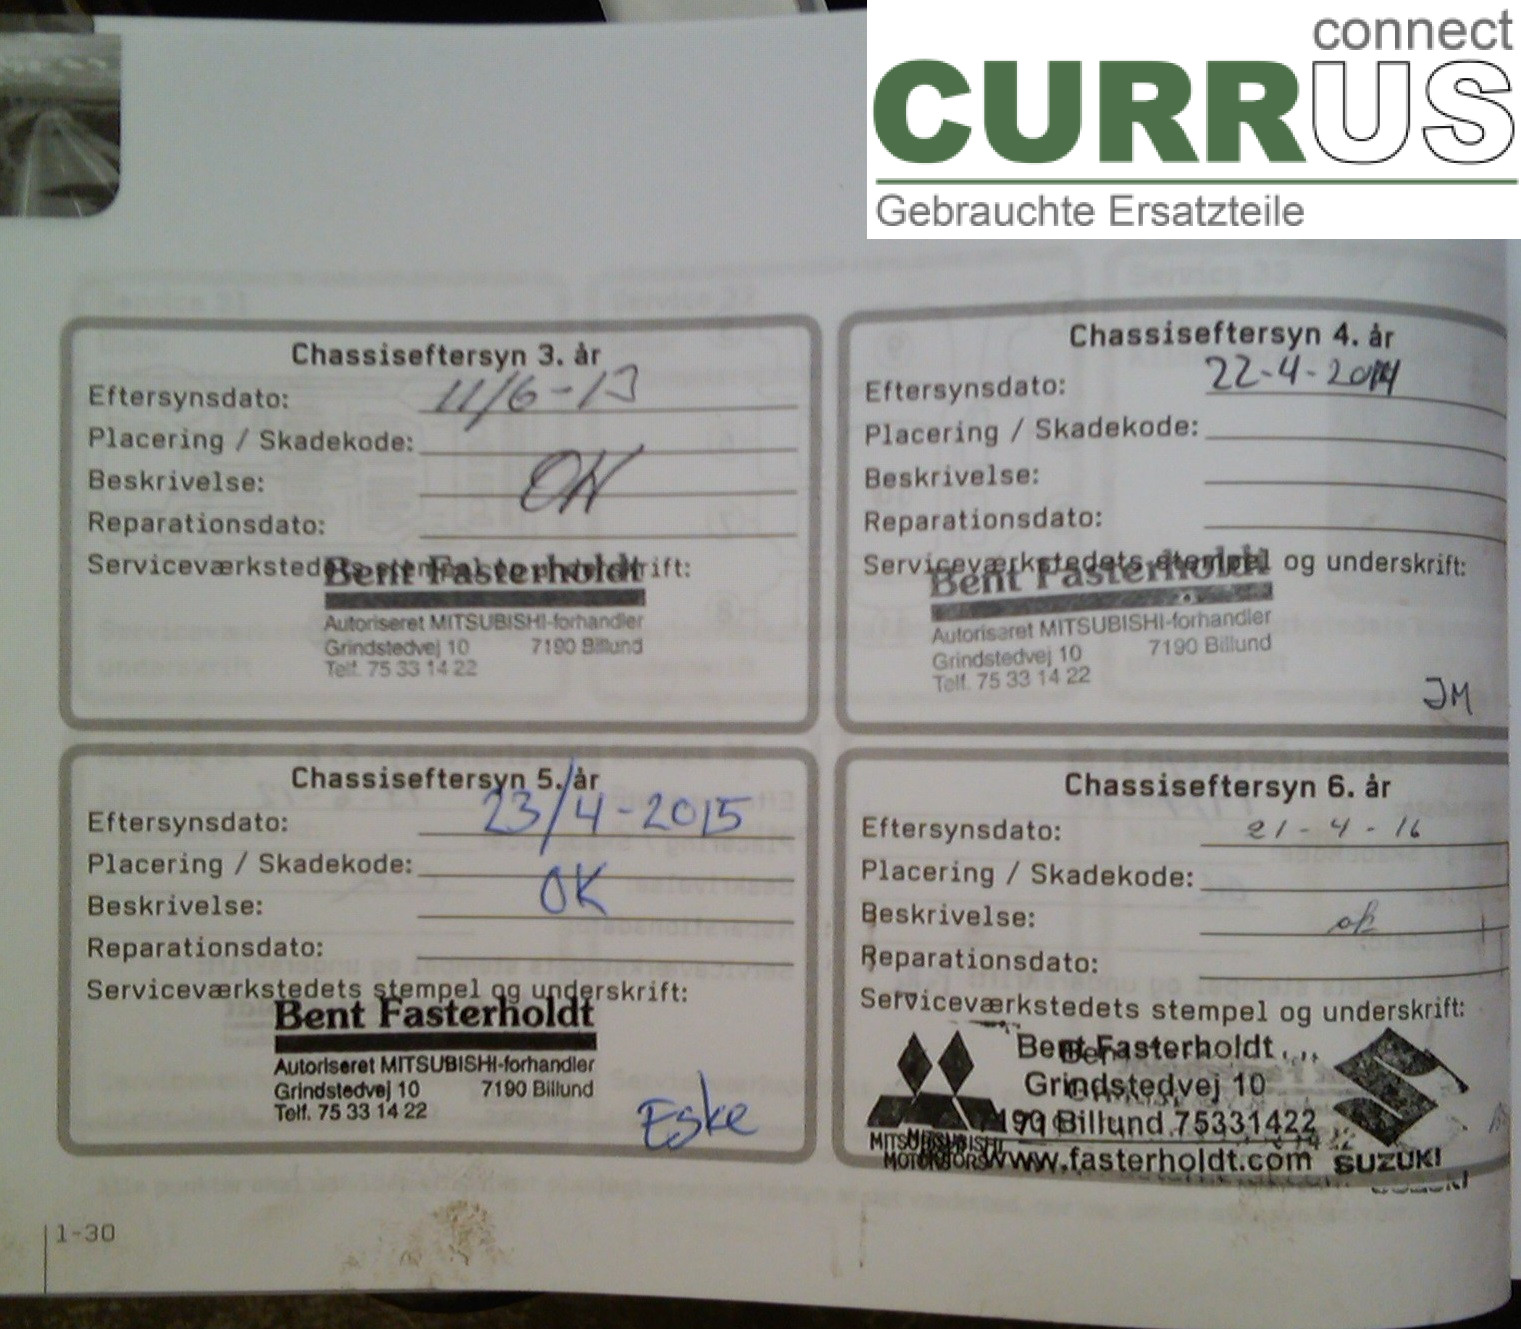 connect
CURRUS
Gebrauchte Ersatzteile
Chassiseftersyn 3. år
Eftersynsdato: 11/6-13
Placering / Skadekode:
Beskrivelse: OK
Reparationsdato:
Serviceværkstedets stempel og underskrift:
Bent Fasterholdt
Autoriseret MITSUBISHI-forhandler
Grindstedvej 10 7190 Billund
Telf. 75 33 14 22
Chassiseftersyn 4. år
Eftersynsdato: 22-4-2014
Placering / Skadekode:
Beskrivelse:
Reparationsdato:
Serviceværkstedets stempel og underskrift:
Bent Fasterholdt
Autoriseret MITSUBISHI-forhandler
Grindstedvej 10 7190 Billund
Telf. 75 33 14 22
JM
Chassiseftersyn 5. år
Eftersynsdato: 23/4-2015
Placering / Skadekode:
Beskrivelse: OK
Reparationsdato:
Serviceværkstedets stempel og underskrift:
Bent Fasterholdt
Autoriseret MITSUBISHI-forhandler
Grindstedvej 10 7190 Billund
Telf. 75 33 14 22
Eske
Chassiseftersyn 6. år
Eftersynsdato: 21-4-16
Placering / Skadekode:
Beskrivelse: ok
Reparationsdato:
Serviceværkstedets stempel og underskrift:
Bent Fasterholdt
Grindstedvej 10
7190 Billund 75331422
www.fasterholdt.com
MITSUBISHI
MOTORS
SUZUKI
1-30